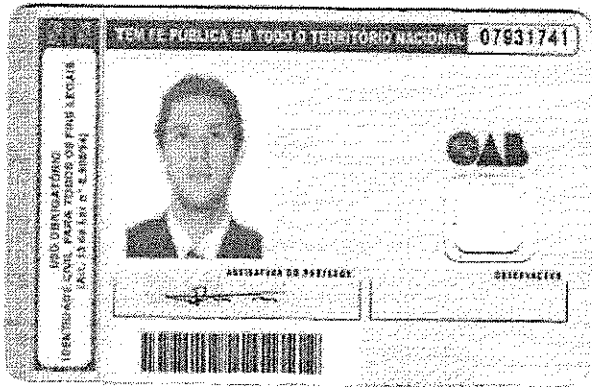 TEM FÉ PÚBLICA EM TODO O TERRITÓRIO NACIONAL
07931741
USO OBRIGATÓRIO
IDENTIDADE CIVIL PARA TODOS OS FINS LEGAIS
OAB
ASSINATURA DO PORTADOR
OBSERVAÇÕES